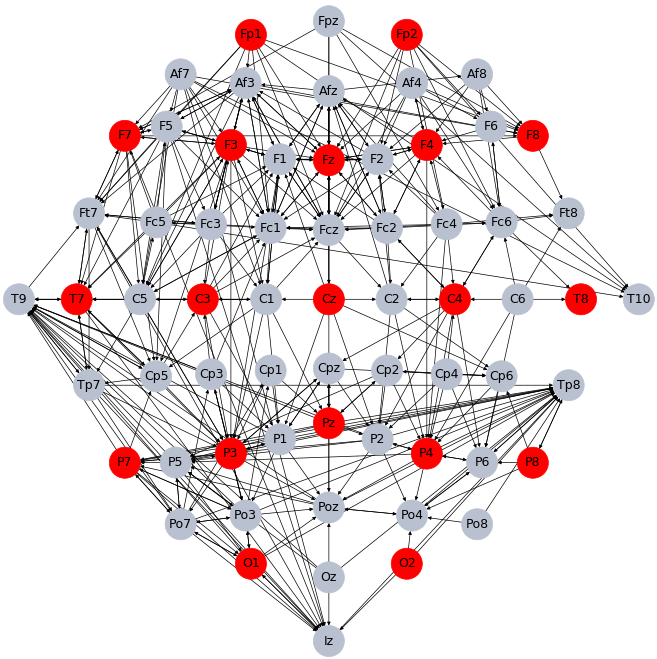 Fpz
Fp1 Fp2
Af7 Af3 Afz Af4 Af8
F7 F5 F3 F1 Fz F2 F4 F6 F8
Ft7 Fc5 Fc3 Fc1 Fcz Fc2 Fc4 Fc6 Ft8
T9 T7 C5 C3 C1 Cz C2 C4 C6 T8 T10
Tp7 Cp5 Cp3 Cp1 Cpz Cp2 Cp4 Cp6 Tp8
P7 P5 P3 P1 Pz P2 P4 P6 P8
Po7 Po3 Poz Po4 Po8
O1 Oz O2
Iz